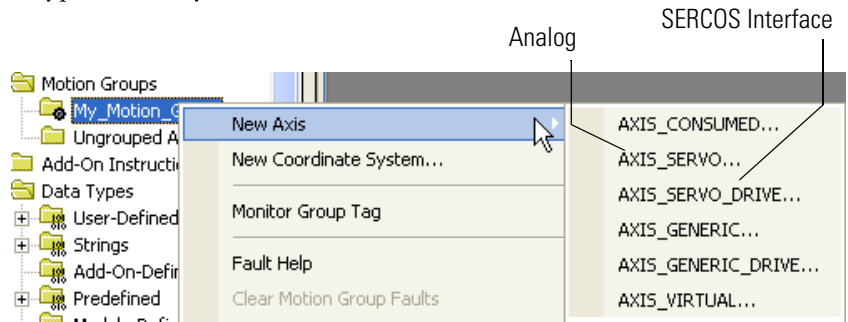 SERCOS Interface
Analog
Motion Groups
My_Motion_G
Ungrouped A
Add-On Instructi
Data Types
User-Defined
Strings
Add-On-Defir
Predefined
New Axis
New Coordinate System...
Monitor Group Tag
Fault Help
Clear Motion Group Faults
AXIS_CONSUMED...
AXIS_SERVO...
AXIS_SERVO_DRIVE...
AXIS_GENERIC...
AXIS_GENERIC_DRIVE...
AXIS_VIRTUAL...